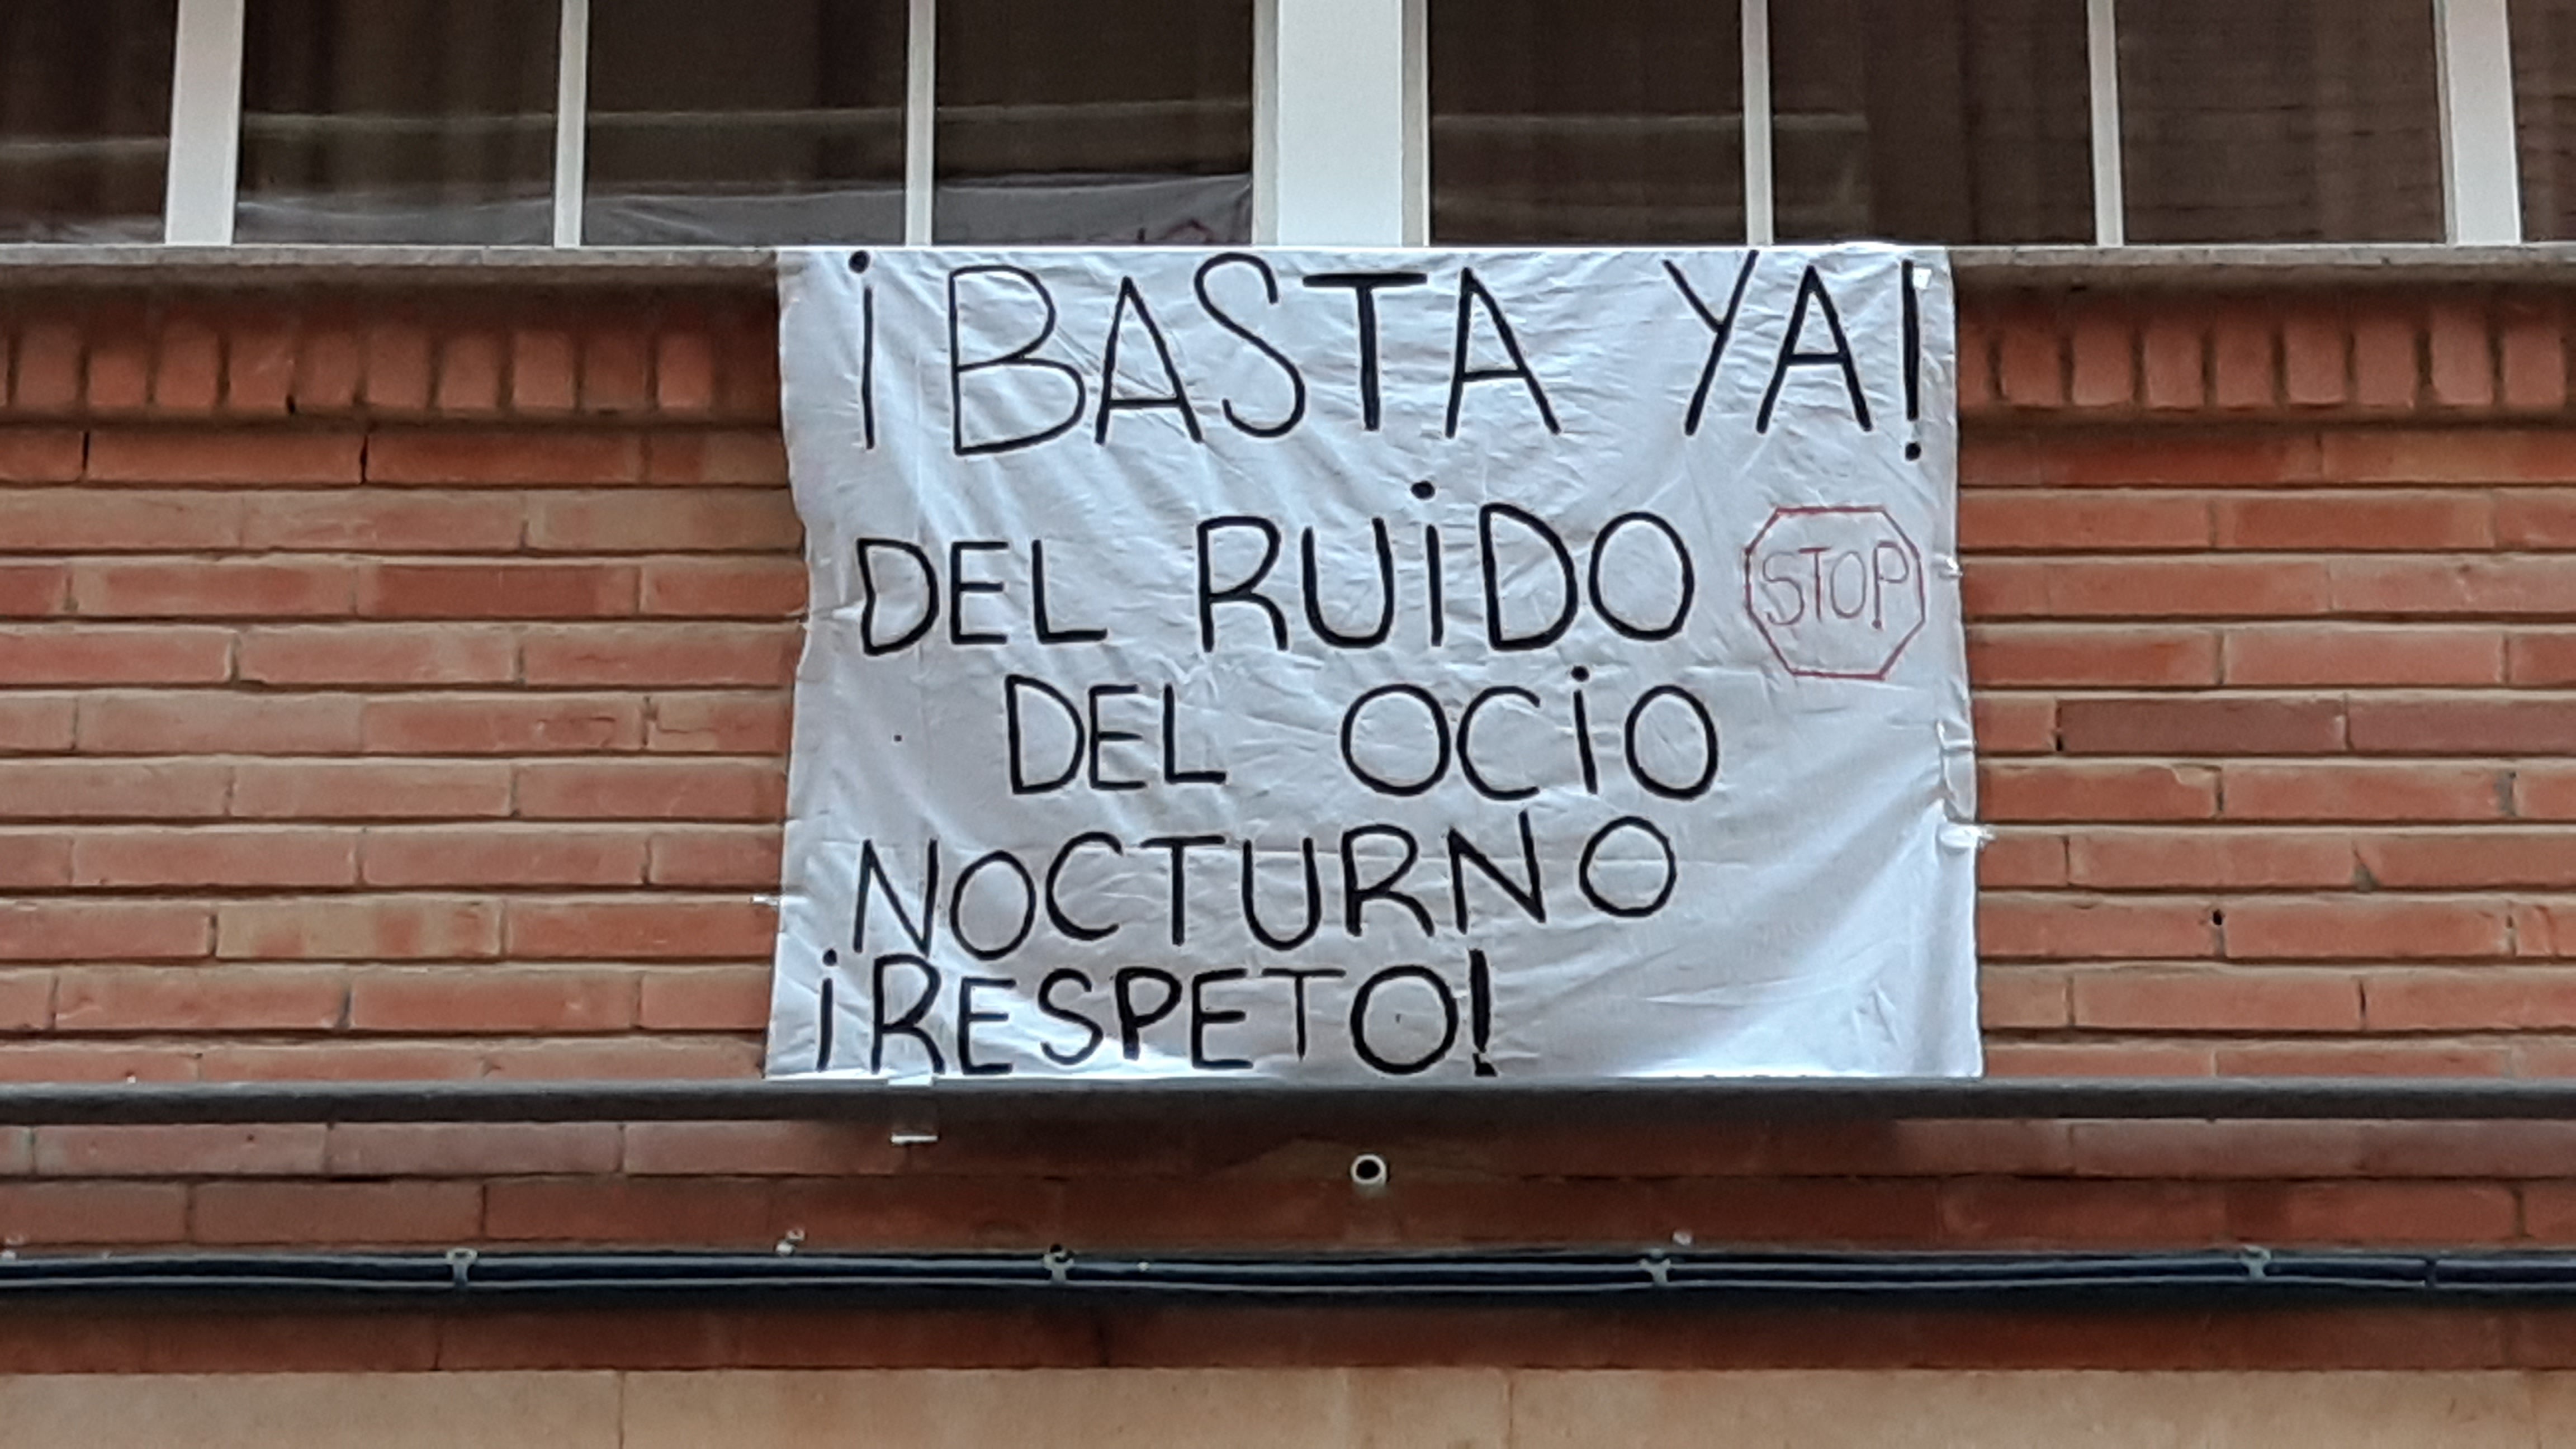 ¡BASTA YA!
DEL RUiDO
STOP
DEL OCiO
NOCTURNO
¡RESPETO!